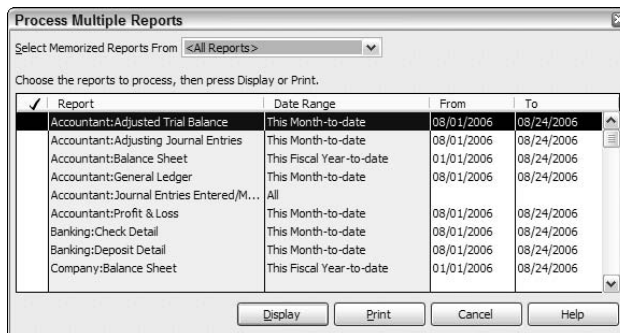 Process Multiple Reports
Select Memorized Reports From <All Reports>
Choose the reports to process, then press Display or Print.
✓ Report Date Range From To
Accountant:Adjusted Trial Balance This Month-to-date 08/01/2006 08/24/2006
Accountant:Adjusting Journal Entries This Month-to-date 08/01/2006 08/24/2006
Accountant:Balance Sheet This Fiscal Year-to-date 01/01/2006 08/24/2006
Accountant:General Ledger This Month-to-date 08/01/2006 08/24/2006
Accountant:Journal Entries Entered/M... All
Accountant:Profit & Loss This Month-to-date 08/01/2006 08/24/2006
Banking:Check Detail This Month-to-date 08/01/2006 08/24/2006
Banking:Deposit Detail This Month-to-date 08/01/2006 08/24/2006
Company:Balance Sheet This Fiscal Year-to-date 01/01/2006 08/24/2006
Display Print Cancel Help